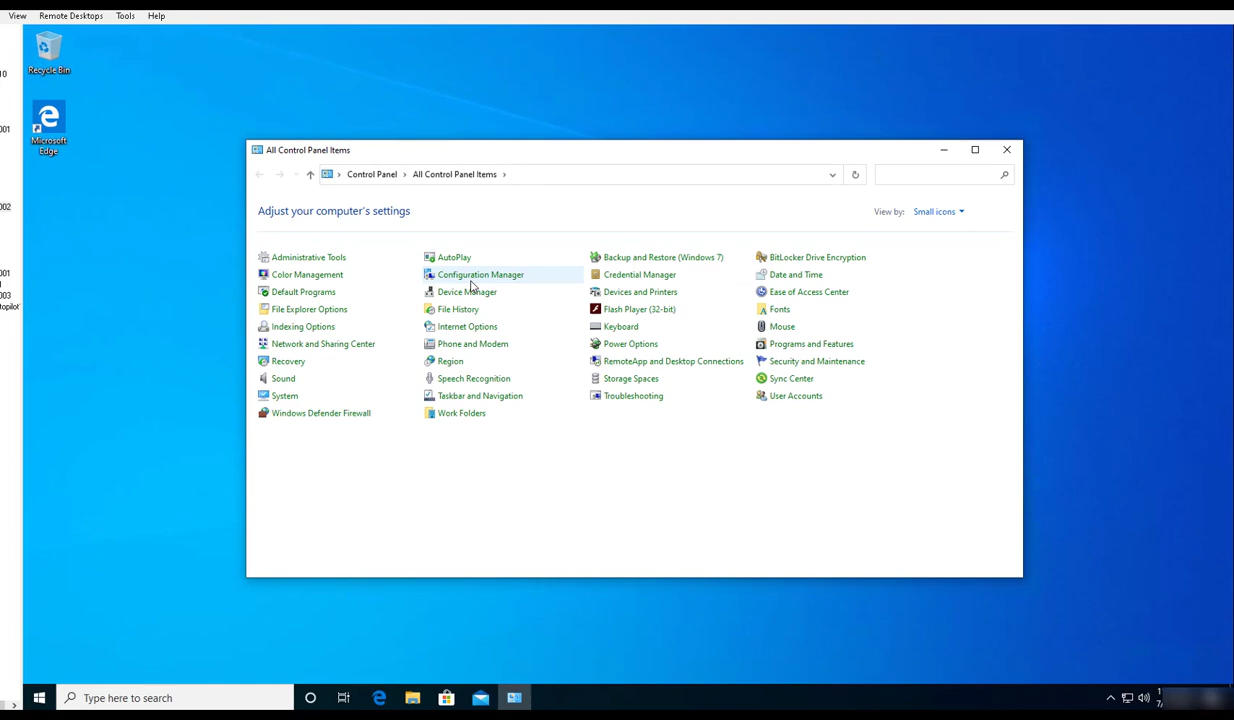 View Remote Desktops Tools Help
10
Recycle Bin
001
Microsoft
Edge
002
001
003
utopilot
All Control Panel Items
Control Panel › All Control Panel Items ›
Adjust your computer's settings
View by: Small icons
Administrative Tools
AutoPlay
Backup and Restore (Windows 7)
BitLocker Drive Encryption
Color Management
Configuration Manager
Credential Manager
Date and Time
Default Programs
Device Manager
Devices and Printers
Ease of Access Center
File Explorer Options
File History
Flash Player (32-bit)
Fonts
Indexing Options
Internet Options
Keyboard
Mouse
Network and Sharing Center
Phone and Modem
Power Options
Programs and Features
Recovery
Region
RemoteApp and Desktop Connections
Security and Maintenance
Sound
Speech Recognition
Storage Spaces
Sync Center
System
Taskbar and Navigation
Troubleshooting
User Accounts
Windows Defender Firewall
Work Folders
Type here to search